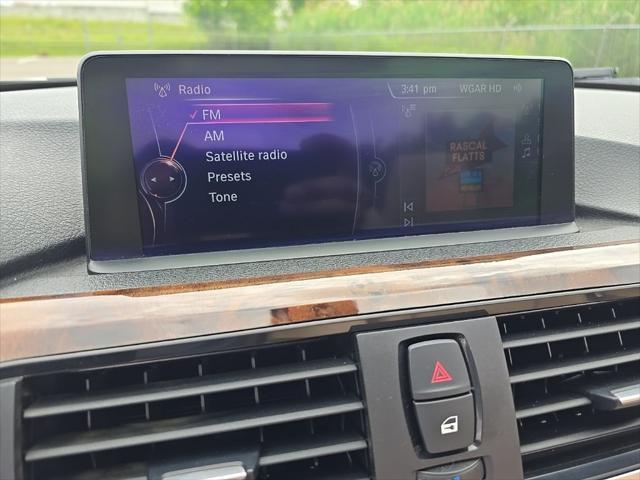 Radio
3:41 pm WGAR HD
FM
AM
Satellite radio
Presets
Tone
RASCAL
FLATTS